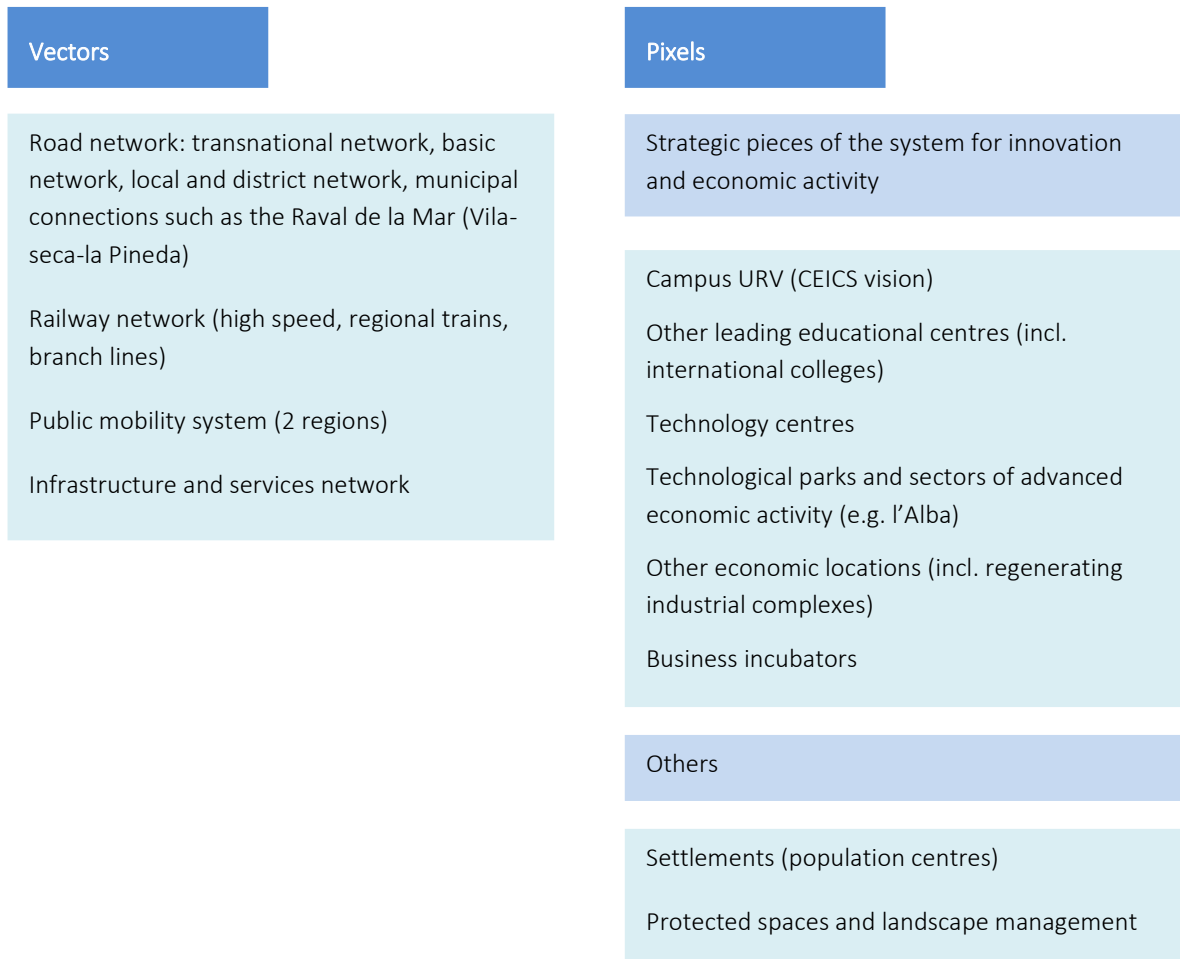 Vectors
Road network: transnational network, basic
network, local and district network, municipal
connections such as the Raval de la Mar (Vila-
seca-la Pineda)
Railway network (high speed, regional trains,
branch lines)
Public mobility system (2 regions)
Infrastructure and services network
Pixels
Strategic pieces of the system for innovation
and economic activity
Campus URV (CEICS vision)
Other leading educational centres (incl.
international colleges)
Technology centres
Technological parks and sectors of advanced
economic activity (e.g. l’Alba)
Other economic locations (incl. regenerating
industrial complexes)
Business incubators
Others
Settlements (population centres)
Protected spaces and landscape management